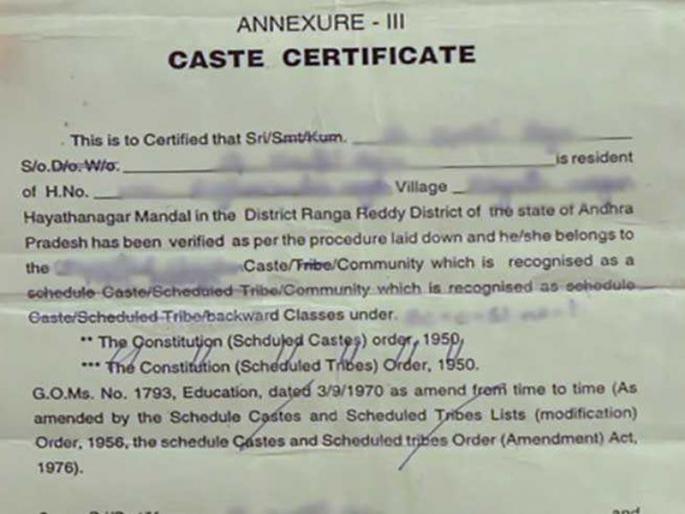 ANNEXURE - III
CASTE CERTIFICATE
This is to Certified that Sri/Smt/Kum.
S/o.D/o.W/o. is resident
of H.No. Village
Hayathanagar Mandal in the District Ranga Reddy District of the state of Andhra
Pradesh has been verified as per the procedure laid down and he/she belongs to
the Caste/Tribe/Community which is recognised as a
schedule Caste/Scheduled Tribe/Community which is recognised as schedule
Caste/Scheduled Tribe/backward Classes under.
** The Qonstitution (Schduled Castes) order, 1950,
*** The Constitution (Scheduled Tribes) Order, 1950.
G.O.Ms. No. 1793, Education, dated 3/9/1970 as amend from time to time (As
amended by the Schedule Castes and Scheduled Tribes Lists (modification)
Order, 1956, the schedule Castes and Scheduled tribes Order (Amendment) Act,
1976).